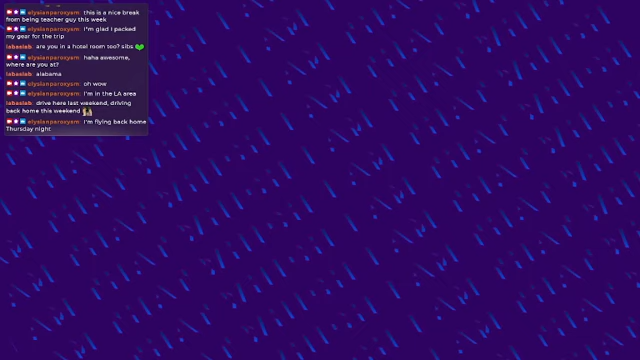 elysianparoxysm this is a nice break
from being teacher guy this week
elysianparoxysm I'm glad I packed
my gear for the trip
labaslab are you in a hotel room too? sibs
elysianparoxysm haha awesome,
where are you at?
labaslab alabama
elysianparoxysm oh wow
elysianparoxysm I'm in the LA area
labaslab drive here last weekend, driving
back home this weekend
elysianparoxysm I'm flying back home
Thursday night